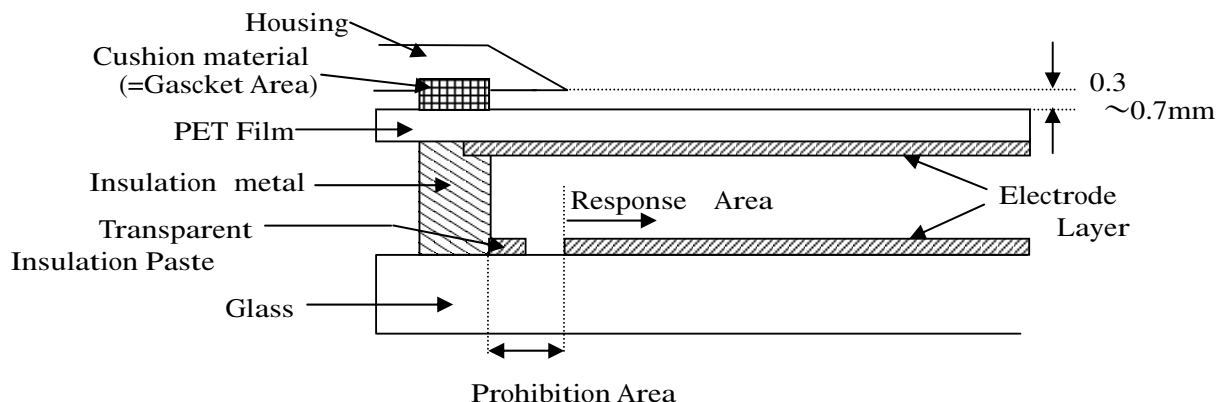 Housing
Cushion material
(=Gascket Area)
0.3
～0.7mm
PET Film
Insulation metal
Response Area
Electrode
Layer
Transparent
Insulation Paste
Glass
Prohibition Area